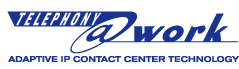 TELEPHONY
@work
ADAPTIVE IP CONTACT CENTER TECHNOLOGY